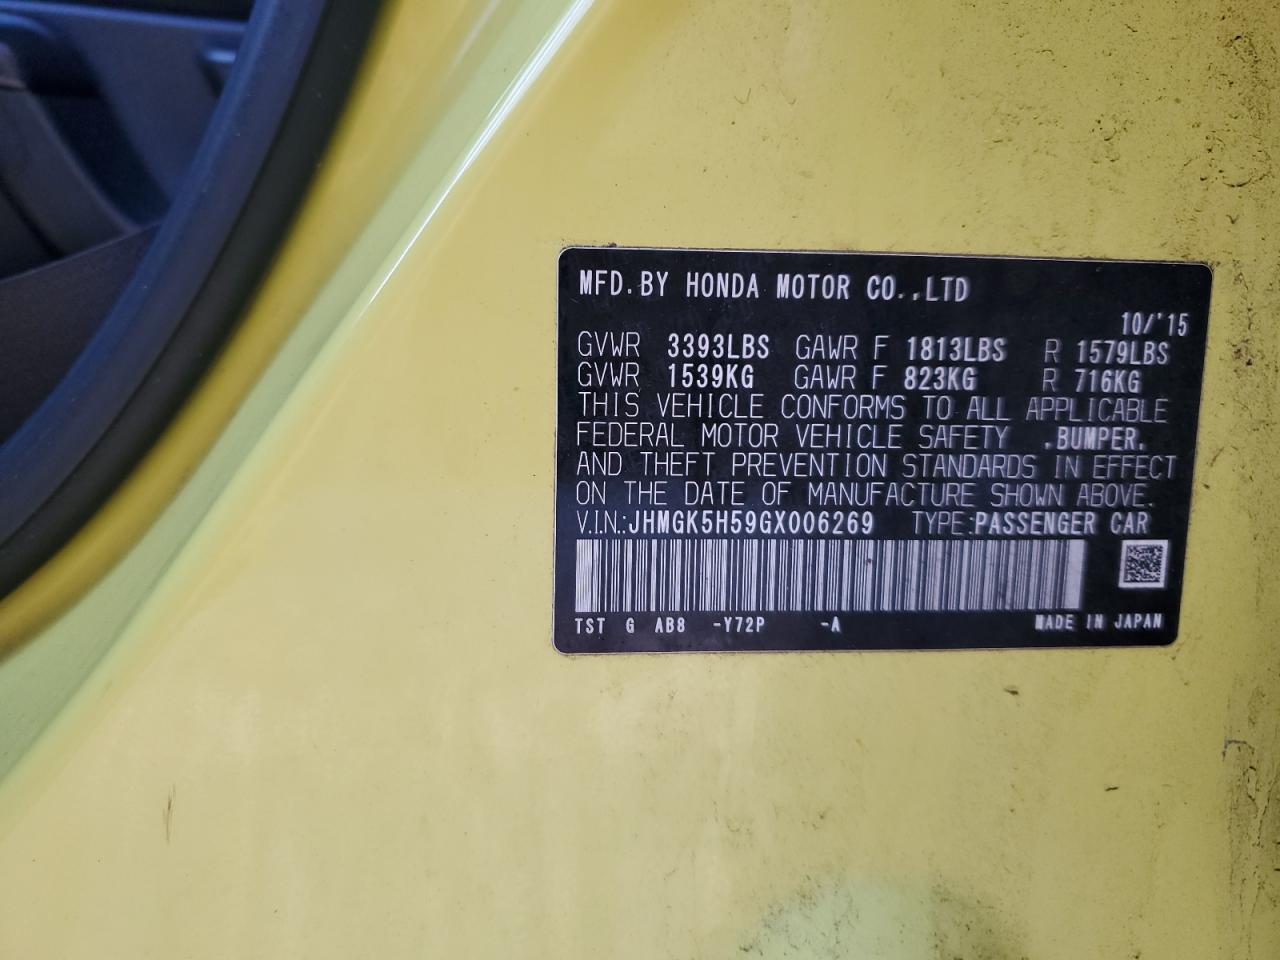 MFD.BY HONDA MOTOR CO.,LTD
10/'15
GVWR 3393LBS GAWR F 1813LBS R 1579LBS
GVWR 1539KG GAWR F 823KG R 716KG
THIS VEHICLE CONFORMS TO ALL APPLICABLE
FEDERAL MOTOR VEHICLE SAFETY ,BUMPER,
AND THEFT PREVENTION STANDARDS IN EFFECT
ON THE DATE OF MANUFACTURE SHOWN ABOVE.
V.I.N.:JHMGK5H59GX006269 TYPE:PASSENGER CAR
TST G AB8 -Y72P -A MADE IN JAPAN